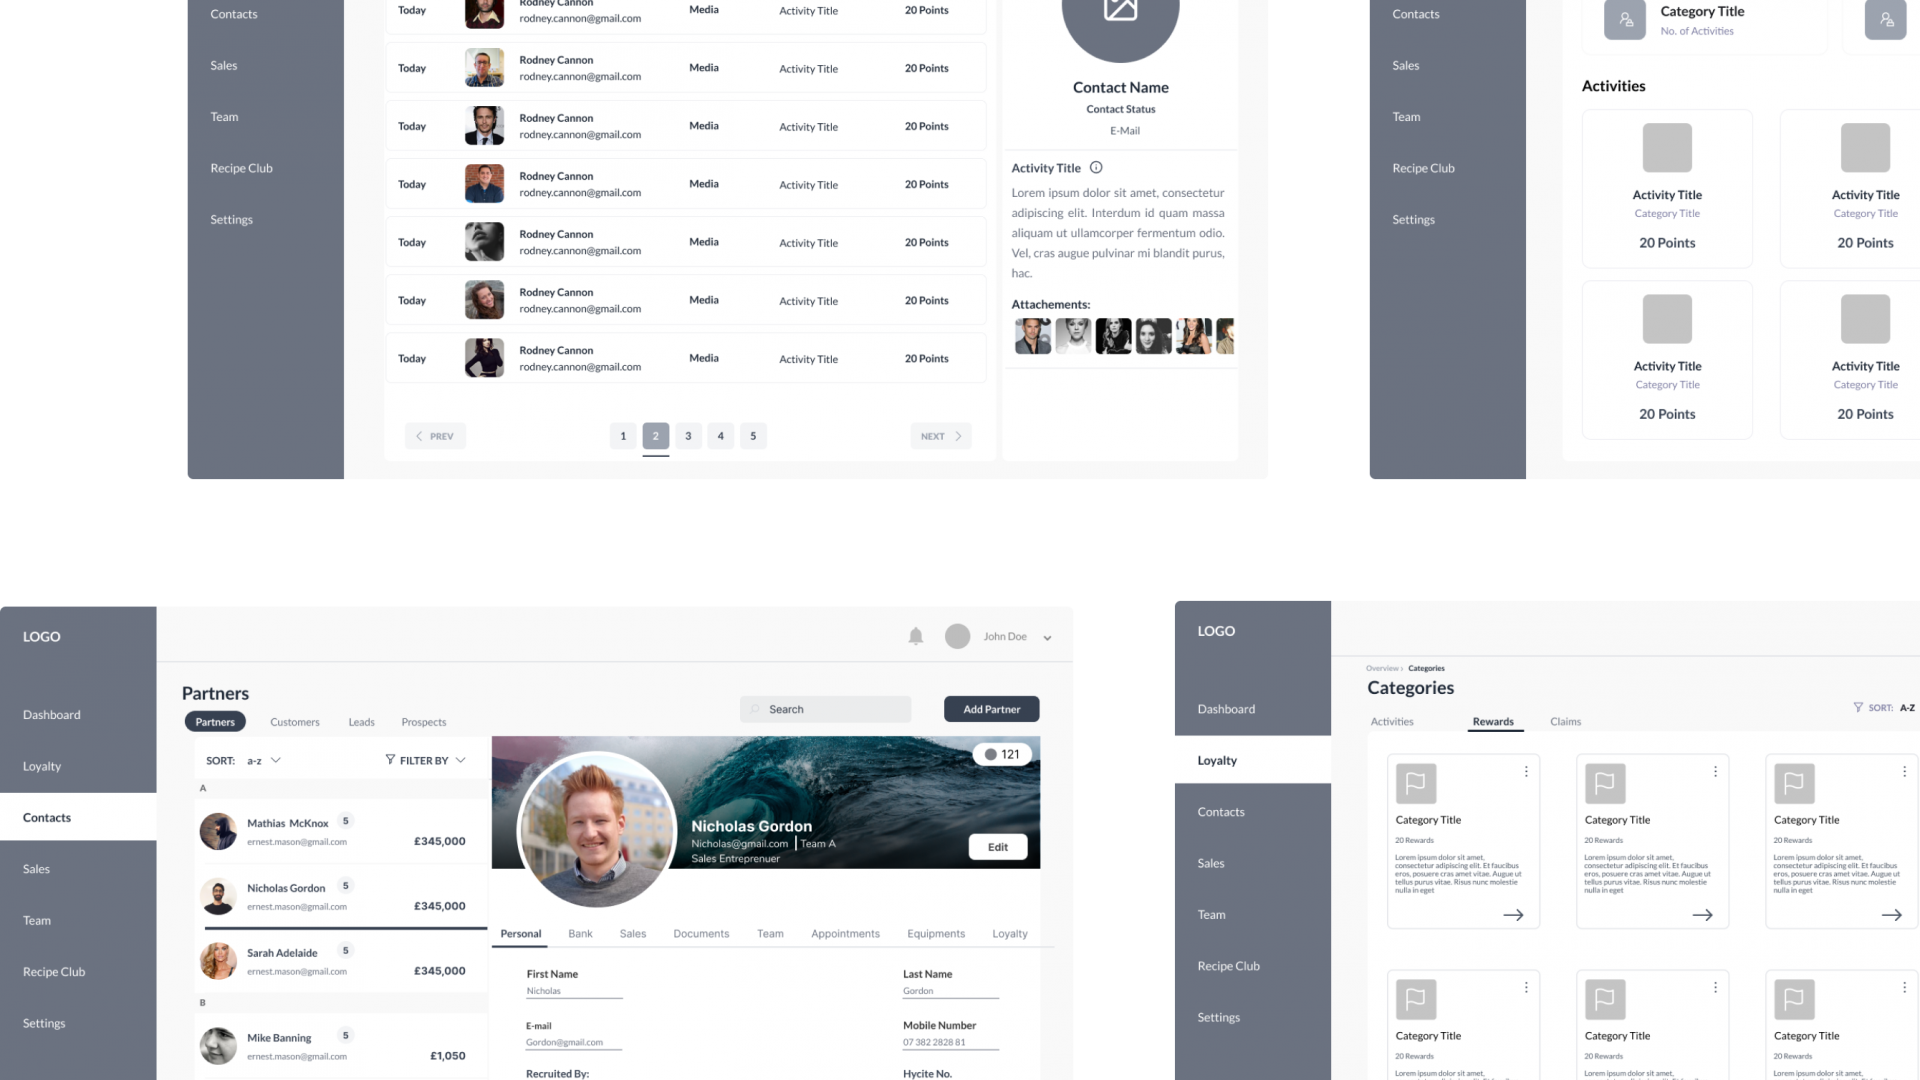 Contacts
Sales
Team
Recipe Club
Settings
Today Rodney Cannon Media Activity Title 20 Points
rodney.cannon@gmail.com
Today Rodney Cannon Media Activity Title 20 Points
rodney.cannon@gmail.com
Today Rodney Cannon Media Activity Title 20 Points
rodney.cannon@gmail.com
Today Rodney Cannon Media Activity Title 20 Points
rodney.cannon@gmail.com
Today Rodney Cannon Media Activity Title 20 Points
rodney.cannon@gmail.com
Today Rodney Cannon Media Activity Title 20 Points
rodney.cannon@gmail.com
Today Rodney Cannon Media Activity Title 20 Points
rodney.cannon@gmail.com
PREV 1 2 3 4 5 NEXT
Contact Name
Contact Status
E-Mail
Activity Title
Lorem ipsum dolor sit amet, consectetur
adipiscing elit. Interdum id quam massa
aliquam ut ullamcorper fermentum odio.
Vel, cras augue pulvinar mi blandit purus,
hac.
Attachements:
Contacts
Sales
Team
Recipe Club
Settings
Category Title
No. of Activities
Activities
Activity Title
Category Title
20 Points
Activity Title
Category Title
20 Points
Activity Title
Category Title
20 Points
Activity Title
Category Title
20 Points
LOGO
Dashboard
Loyalty
Contacts
Sales
Team
Recipe Club
Settings
John Doe
Partners
Partners Customers Leads Prospects
Search
Add Partner
SORT: a-z FILTER BY
A
Mathias McKnox 5
ernest.mason@gmail.com £345,000
Nicholas Gordon 5
ernest.mason@gmail.com £345,000
Sarah Adelaide 5
ernest.mason@gmail.com £345,000
B
Mike Banning 5
ernest.mason@gmail.com £1,050
121
Nicholas Gordon
Nicholas@gmail.com Team A
Sales Entreprenuer
Edit
Personal Bank Sales Documents Team Appointments Equipments Loyalty
First Name
Nicholas
Last Name
Gordon
E-mail
Gordon@gmail.com
Mobile Number
07 382 2828 81
Recruited By:
Hycite No.
LOGO
Dashboard
Loyalty
Contacts
Sales
Team
Recipe Club
Settings
Overview › Categories
Categories
SORT: A-Z
Activities Rewards Claims
Category Title
20 Rewards
Lorem ipsum dolor sit amet,
consectetur adipiscing elit. Et faucibus
eros, posuere cras amet vitae. Augue ut
tellus purus vitae. Risus nunc molestie
nulla in eget
Category Title
20 Rewards
Lorem ipsum dolor sit amet,
consectetur adipiscing elit. Et faucibus
eros, posuere cras amet vitae. Augue ut
tellus purus vitae. Risus nunc molestie
nulla in eget
Category Title
20 Rewards
Lorem ipsum dolor sit amet,
consectetur adipiscing elit. Et faucibus
eros, posuere cras amet vitae. Augue ut
tellus purus vitae. Risus nunc molestie
nulla in eget
Category Title
20 Rewards
Lorem ipsum dolor sit amet,
Category Title
20 Rewards
Lorem ipsum dolor sit amet,
Category Title
20 Rewards
Lorem ipsum dolor sit amet,